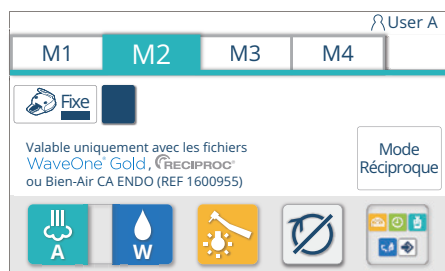 User A
M1 M2 M3 M4
Fixe
Valable uniquement avec les fichiers
WaveOne® Gold, RECIPROC®
ou Bien-Air CA ENDO (REF 1600955)
Mode
Réciproque
A W